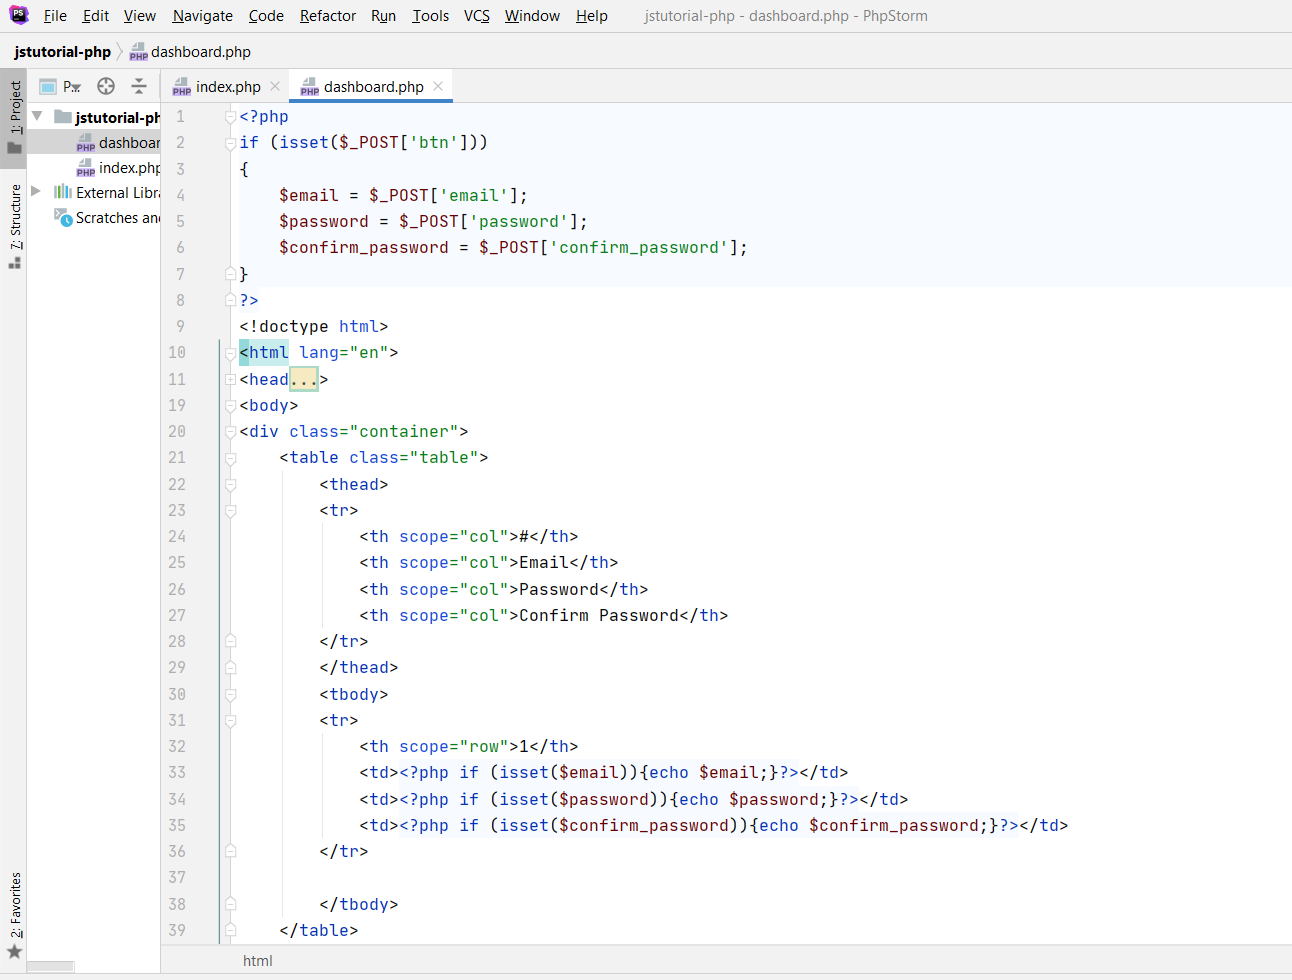 PS File Edit View Navigate Code Refactor Run Tools VCS Window Help jstutorial-php - dashboard.php - PhpStorm
jstutorial-php PHP dashboard.php
1: Project
7: Structure
2: Favorites
P...
jstutorial-ph
PHP dashboar
PHP index.php
External Libra
Scratches and
PHP index.php PHP dashboard.php
1 <?php
2 if (isset($_POST['btn']))
3 {
4     $email = $_POST['email'];
5     $password = $_POST['password'];
6     $confirm_password = $_POST['confirm_password'];
7 }
8 ?>
9 <!doctype html>
10 <html lang="en">
11 <head...>
19 <body>
20 <div class="container">
21     <table class="table">
22         <thead>
23         <tr>
24             <th scope="col">#</th>
25             <th scope="col">Email</th>
26             <th scope="col">Password</th>
27             <th scope="col">Confirm Password</th>
28         </tr>
29         </thead>
30         <tbody>
31         <tr>
32             <th scope="row">1</th>
33             <td><?php if (isset($email)){echo $email;}?></td>
34             <td><?php if (isset($password)){echo $password;}?></td>
35             <td><?php if (isset($confirm_password)){echo $confirm_password;}?></td>
36         </tr>
37
38         </tbody>
39     </table>
html